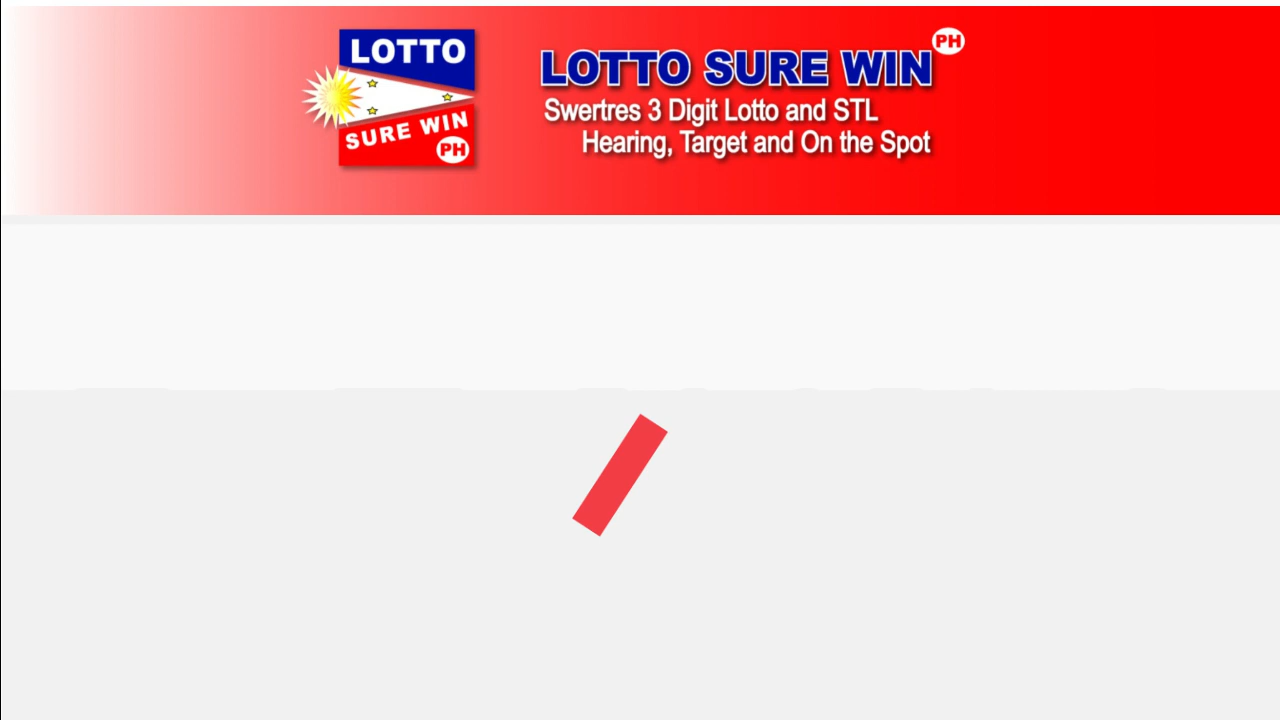 LOTTO
SURE WIN
PH
LOTTO SURE WIN PH
Swertres 3 Digit Lotto and STL
Hearing, Target and On the Spot